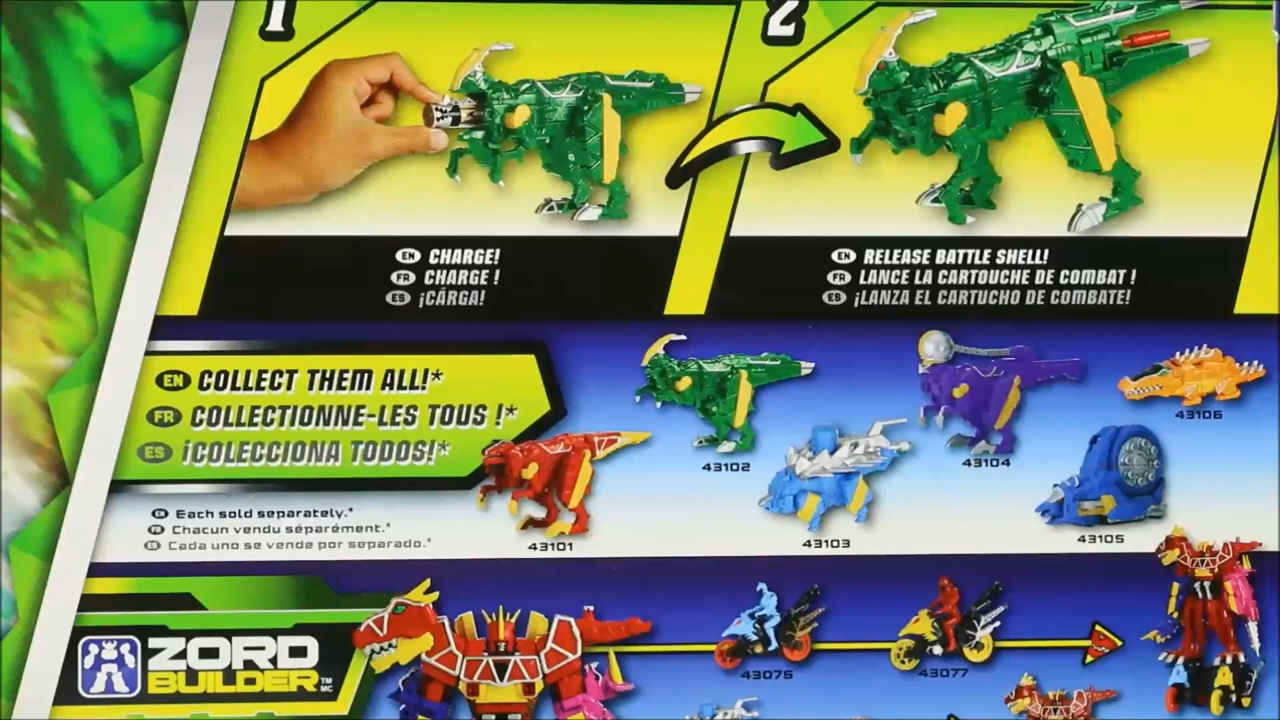 1
2
EN CHARGE!
FR CHARGE !
ES ¡CÁRGA!
EN RELEASE BATTLE SHELL!
FR LANCE LA CARTOUCHE DE COMBAT !
ES ¡LANZA EL CARTUCHO DE COMBATE!
EN COLLECT THEM ALL!*
FR COLLECTIONNE-LES TOUS !*
ES ¡COLECCIONA TODOS!*
EN Each sold separately.*
FR Chacun vendu séparément.*
ES Cada uno se vende por separado.*
43101
43102
43103
43104
43105
43106
ZORD
BUILDER TM
MC
43075
43077